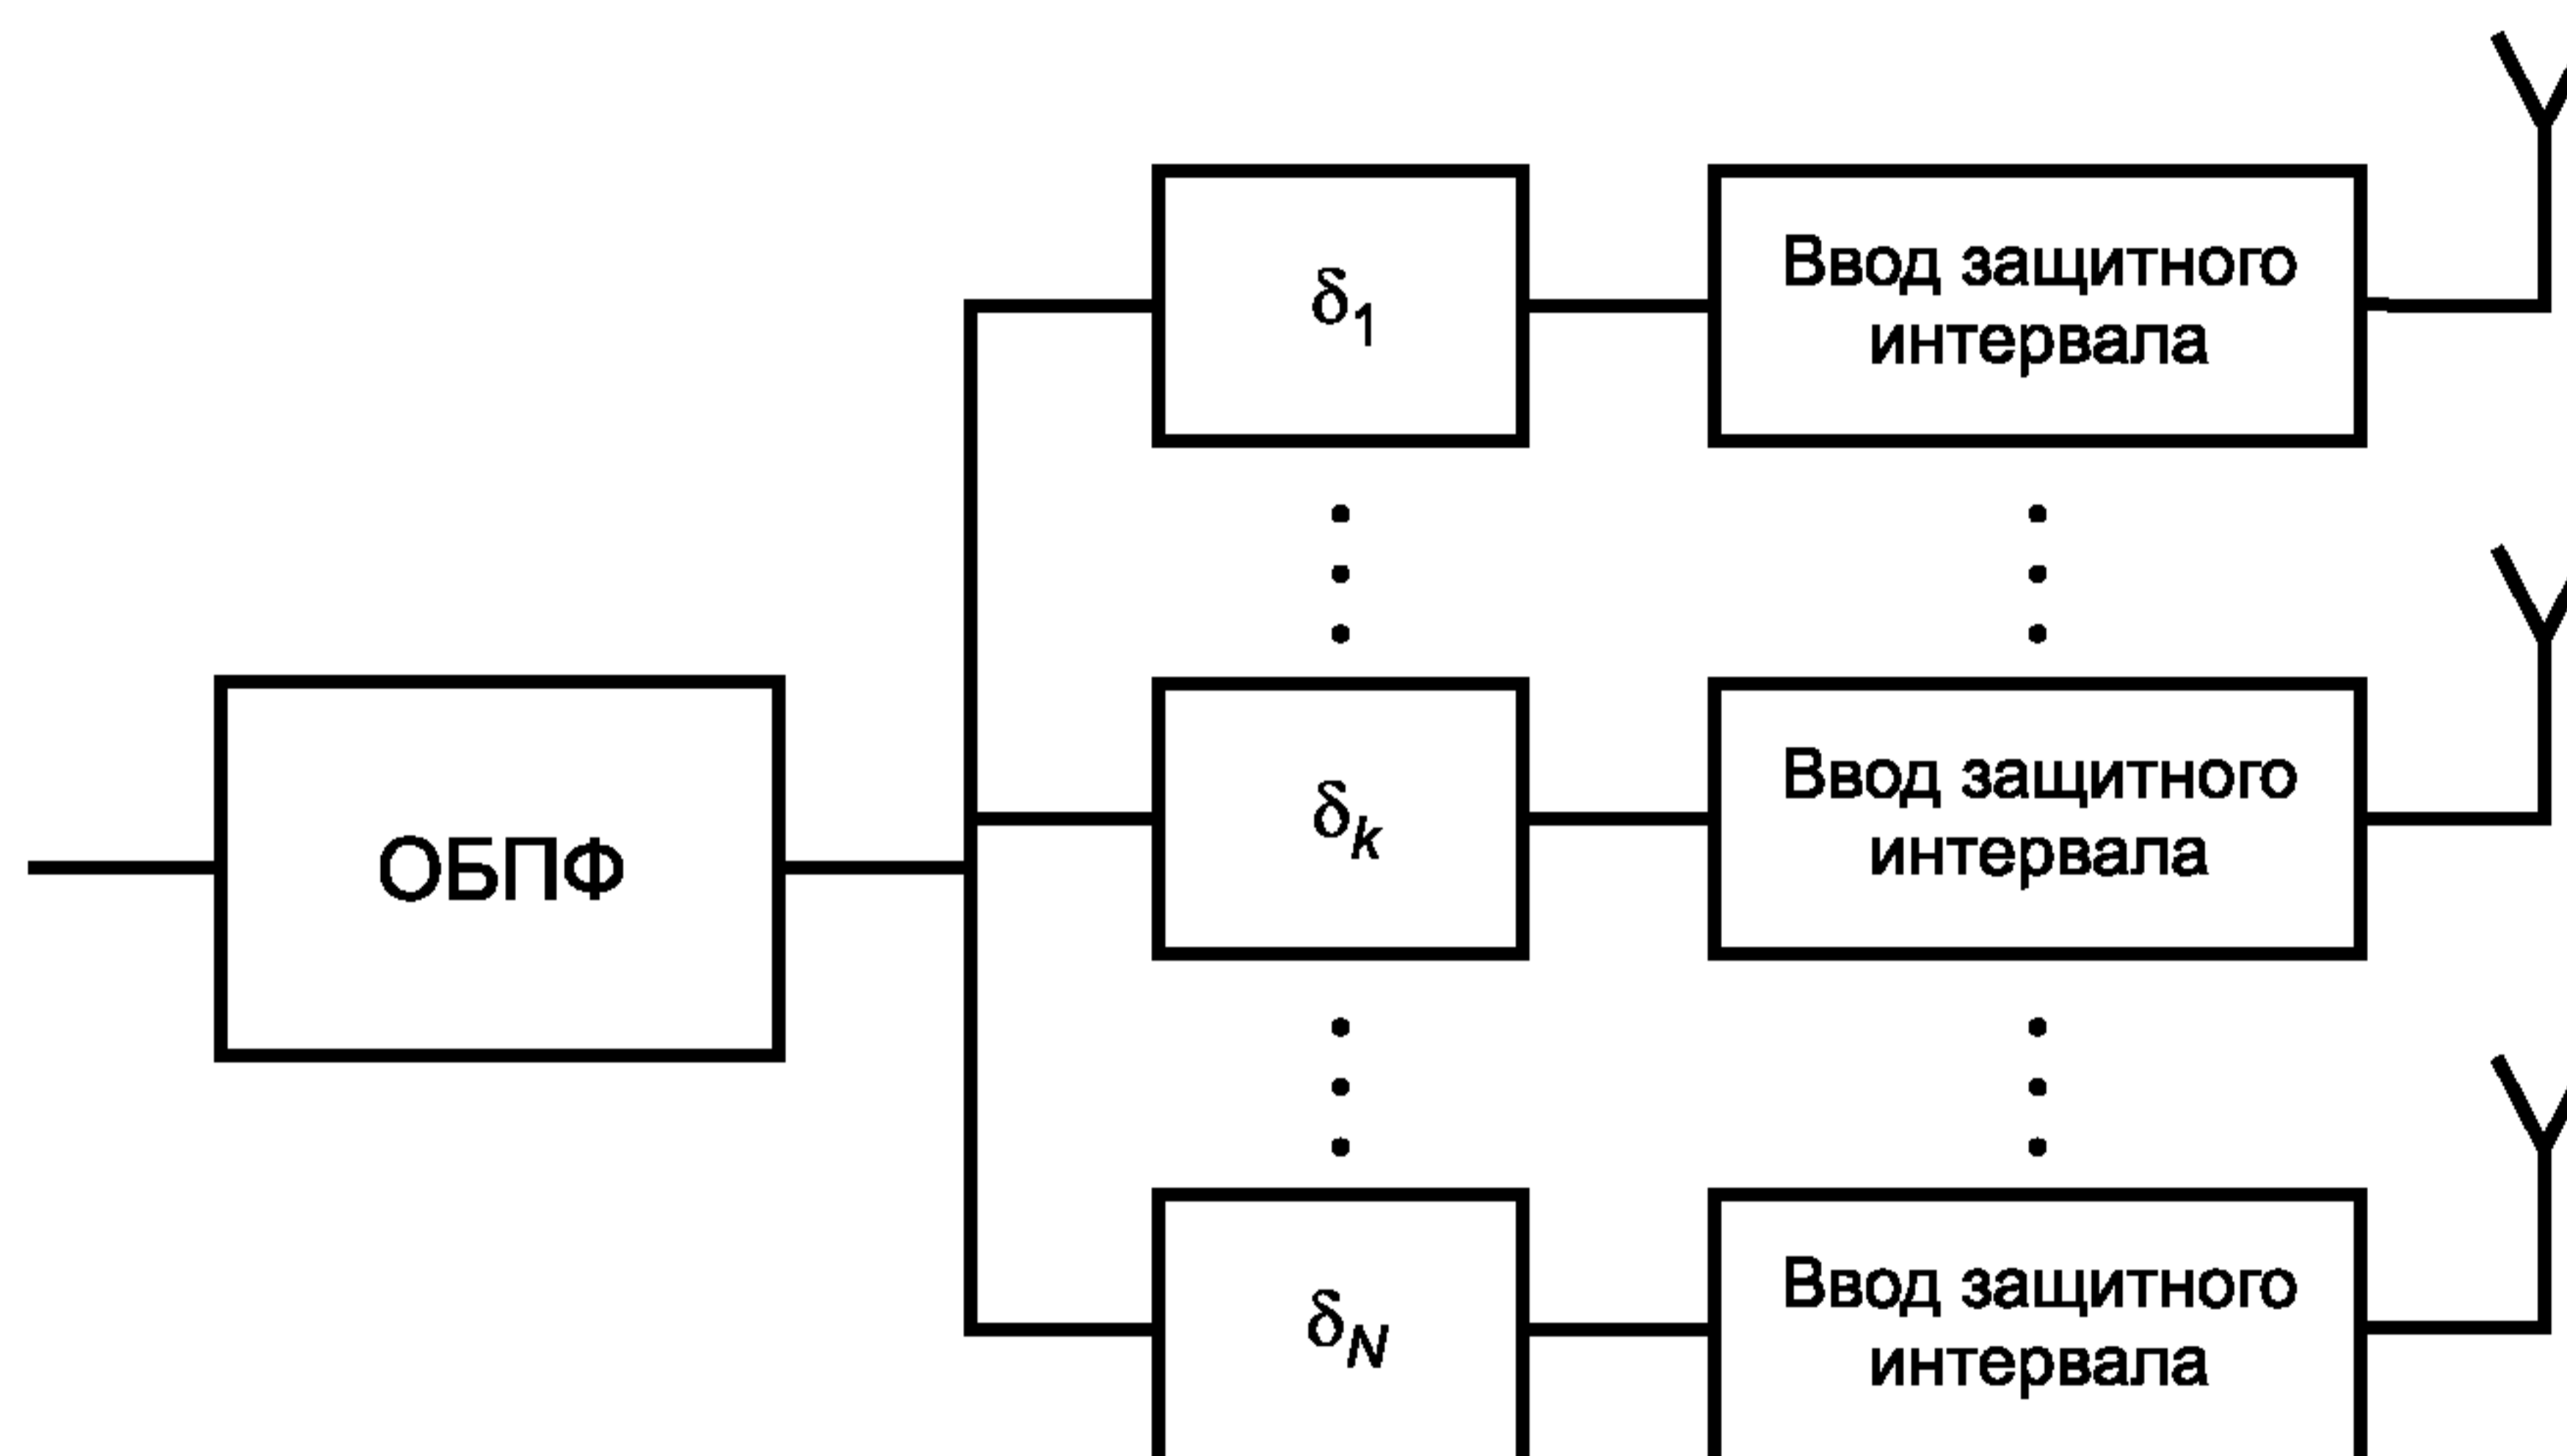 δ1
Ввод защитного
интервала
ОБПФ
δk
Ввод защитного
интервала
δN
Ввод защитного
интервала